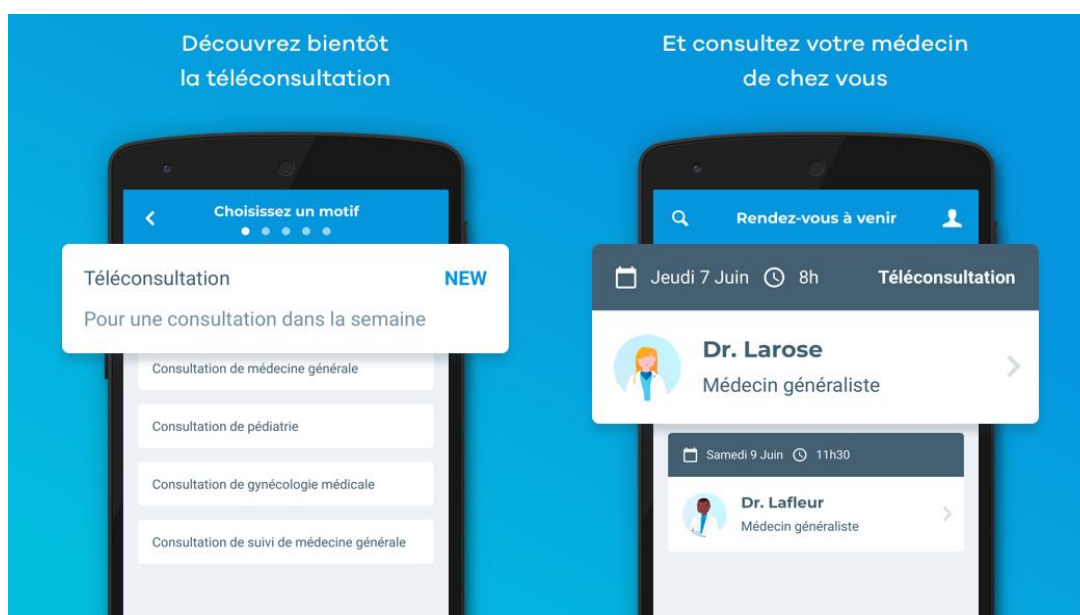 Découvrez bientôt
la téléconsultation
Choisissez un motif
Téléconsultation NEW
Pour une consultation dans la semaine
Consultation de médecine générale
Consultation de pédiatrie
Consultation de gynécologie médicale
Consultation de suivi de médecine générale
Et consultez votre médecin
de chez vous
Rendez-vous à venir
Jeudi 7 Juin 8h Téléconsultation
Dr. Larose
Médecin généraliste
Samedi 9 Juin 11h30
Dr. Lafleur
Médecin généraliste